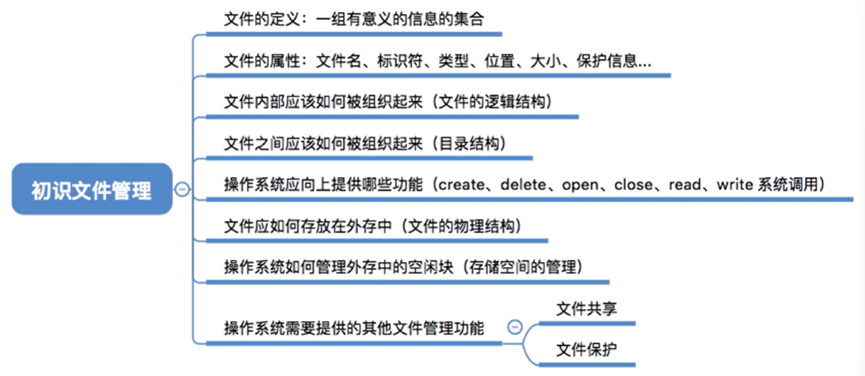 初识文件管理
文件的定义：一组有意义的信息的集合
文件的属性：文件名、标识符、类型、位置、大小、保护信息...
文件内部应该如何被组织起来（文件的逻辑结构）
文件之间应该如何被组织起来（目录结构）
操作系统应向上提供哪些功能（create、delete、open、close、read、write 系统调用）
文件应如何存放在外存中（文件的物理结构）
操作系统如何管理外存中的空闲块（存储空间的管理）
操作系统需要提供的其他文件管理功能
文件共享
文件保护